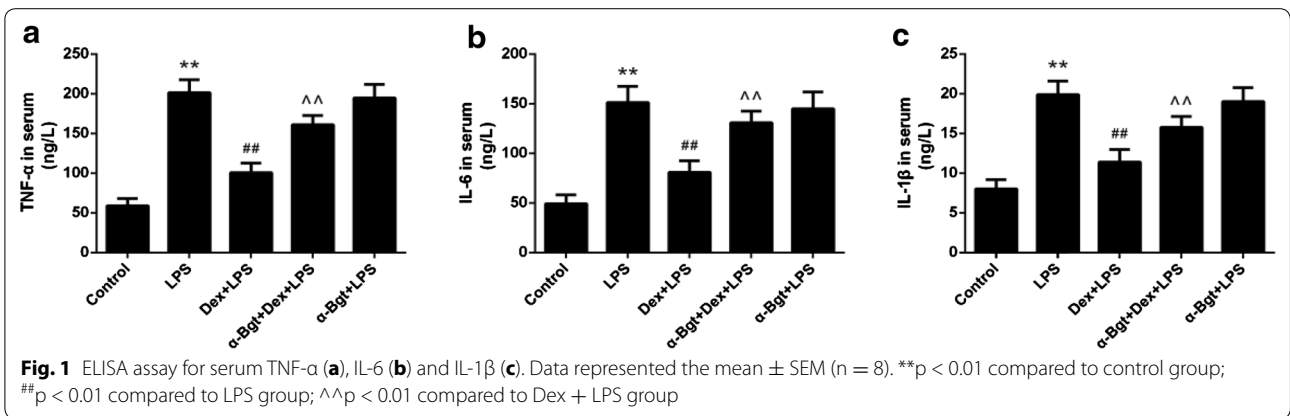 a
TNF-α in serum
(ng/L)
250
200
150
100
50
0
**
##
^^
Control
LPS
Dex+LPS
α-Bgt+Dex+LPS
α-Bgt+LPS
b
IL-6 in serum
(ng/L)
200
150
100
50
0
**
##
^^
Control
LPS
Dex+LPS
α-Bgt+Dex+LPS
α-Bgt+LPS
c
IL-1β in serum
(ng/L)
25
20
15
10
5
0
**
##
^^
Control
LPS
Dex+LPS
α-Bgt+Dex+LPS
α-Bgt+LPS
Fig. 1 ELISA assay for serum TNF-α (a), IL-6 (b) and IL-1β (c). Data represented the mean ± SEM (n = 8). **p < 0.01 compared to control group;
##p < 0.01 compared to LPS group; ^^p < 0.01 compared to Dex + LPS group